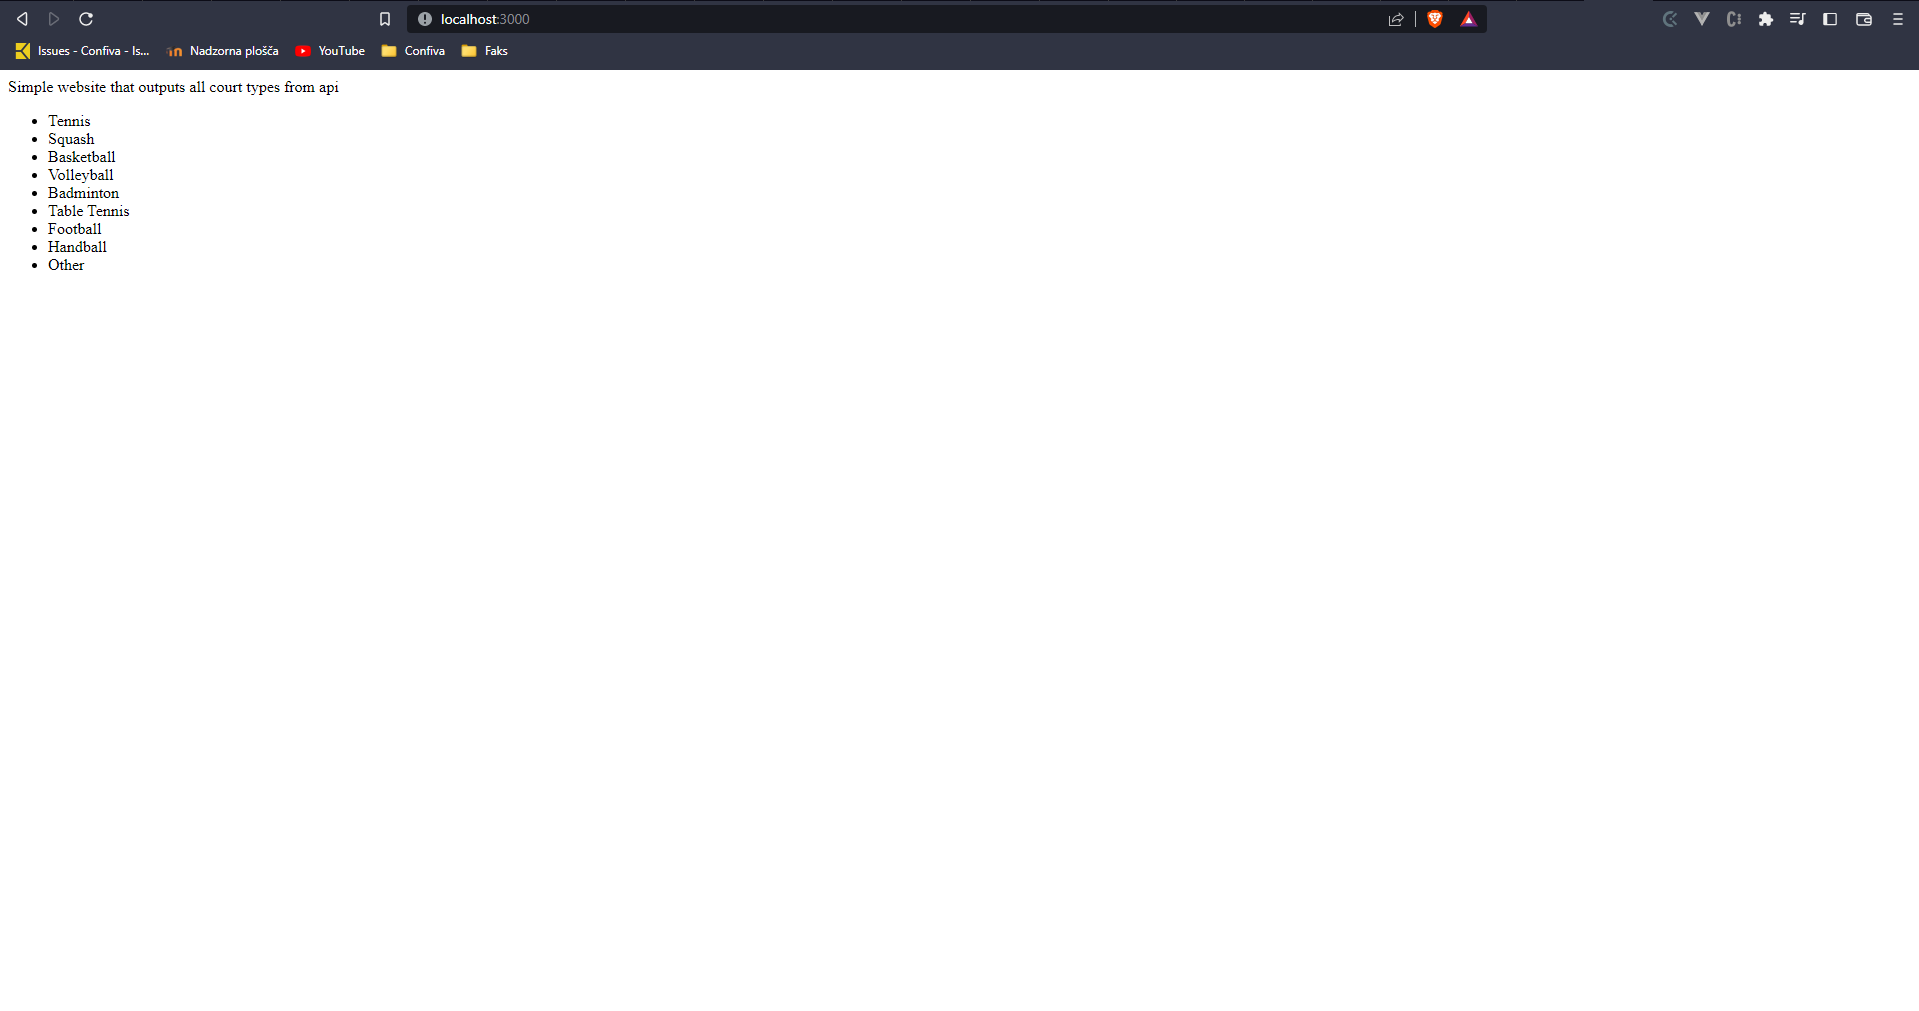 localhost:3000
Issues - Confiva - Is...
Nadzorna plošča
YouTube
Confiva
Faks
Simple website that outputs all court types from api
Tennis
Squash
Basketball
Volleyball
Badminton
Table Tennis
Football
Handball
Other